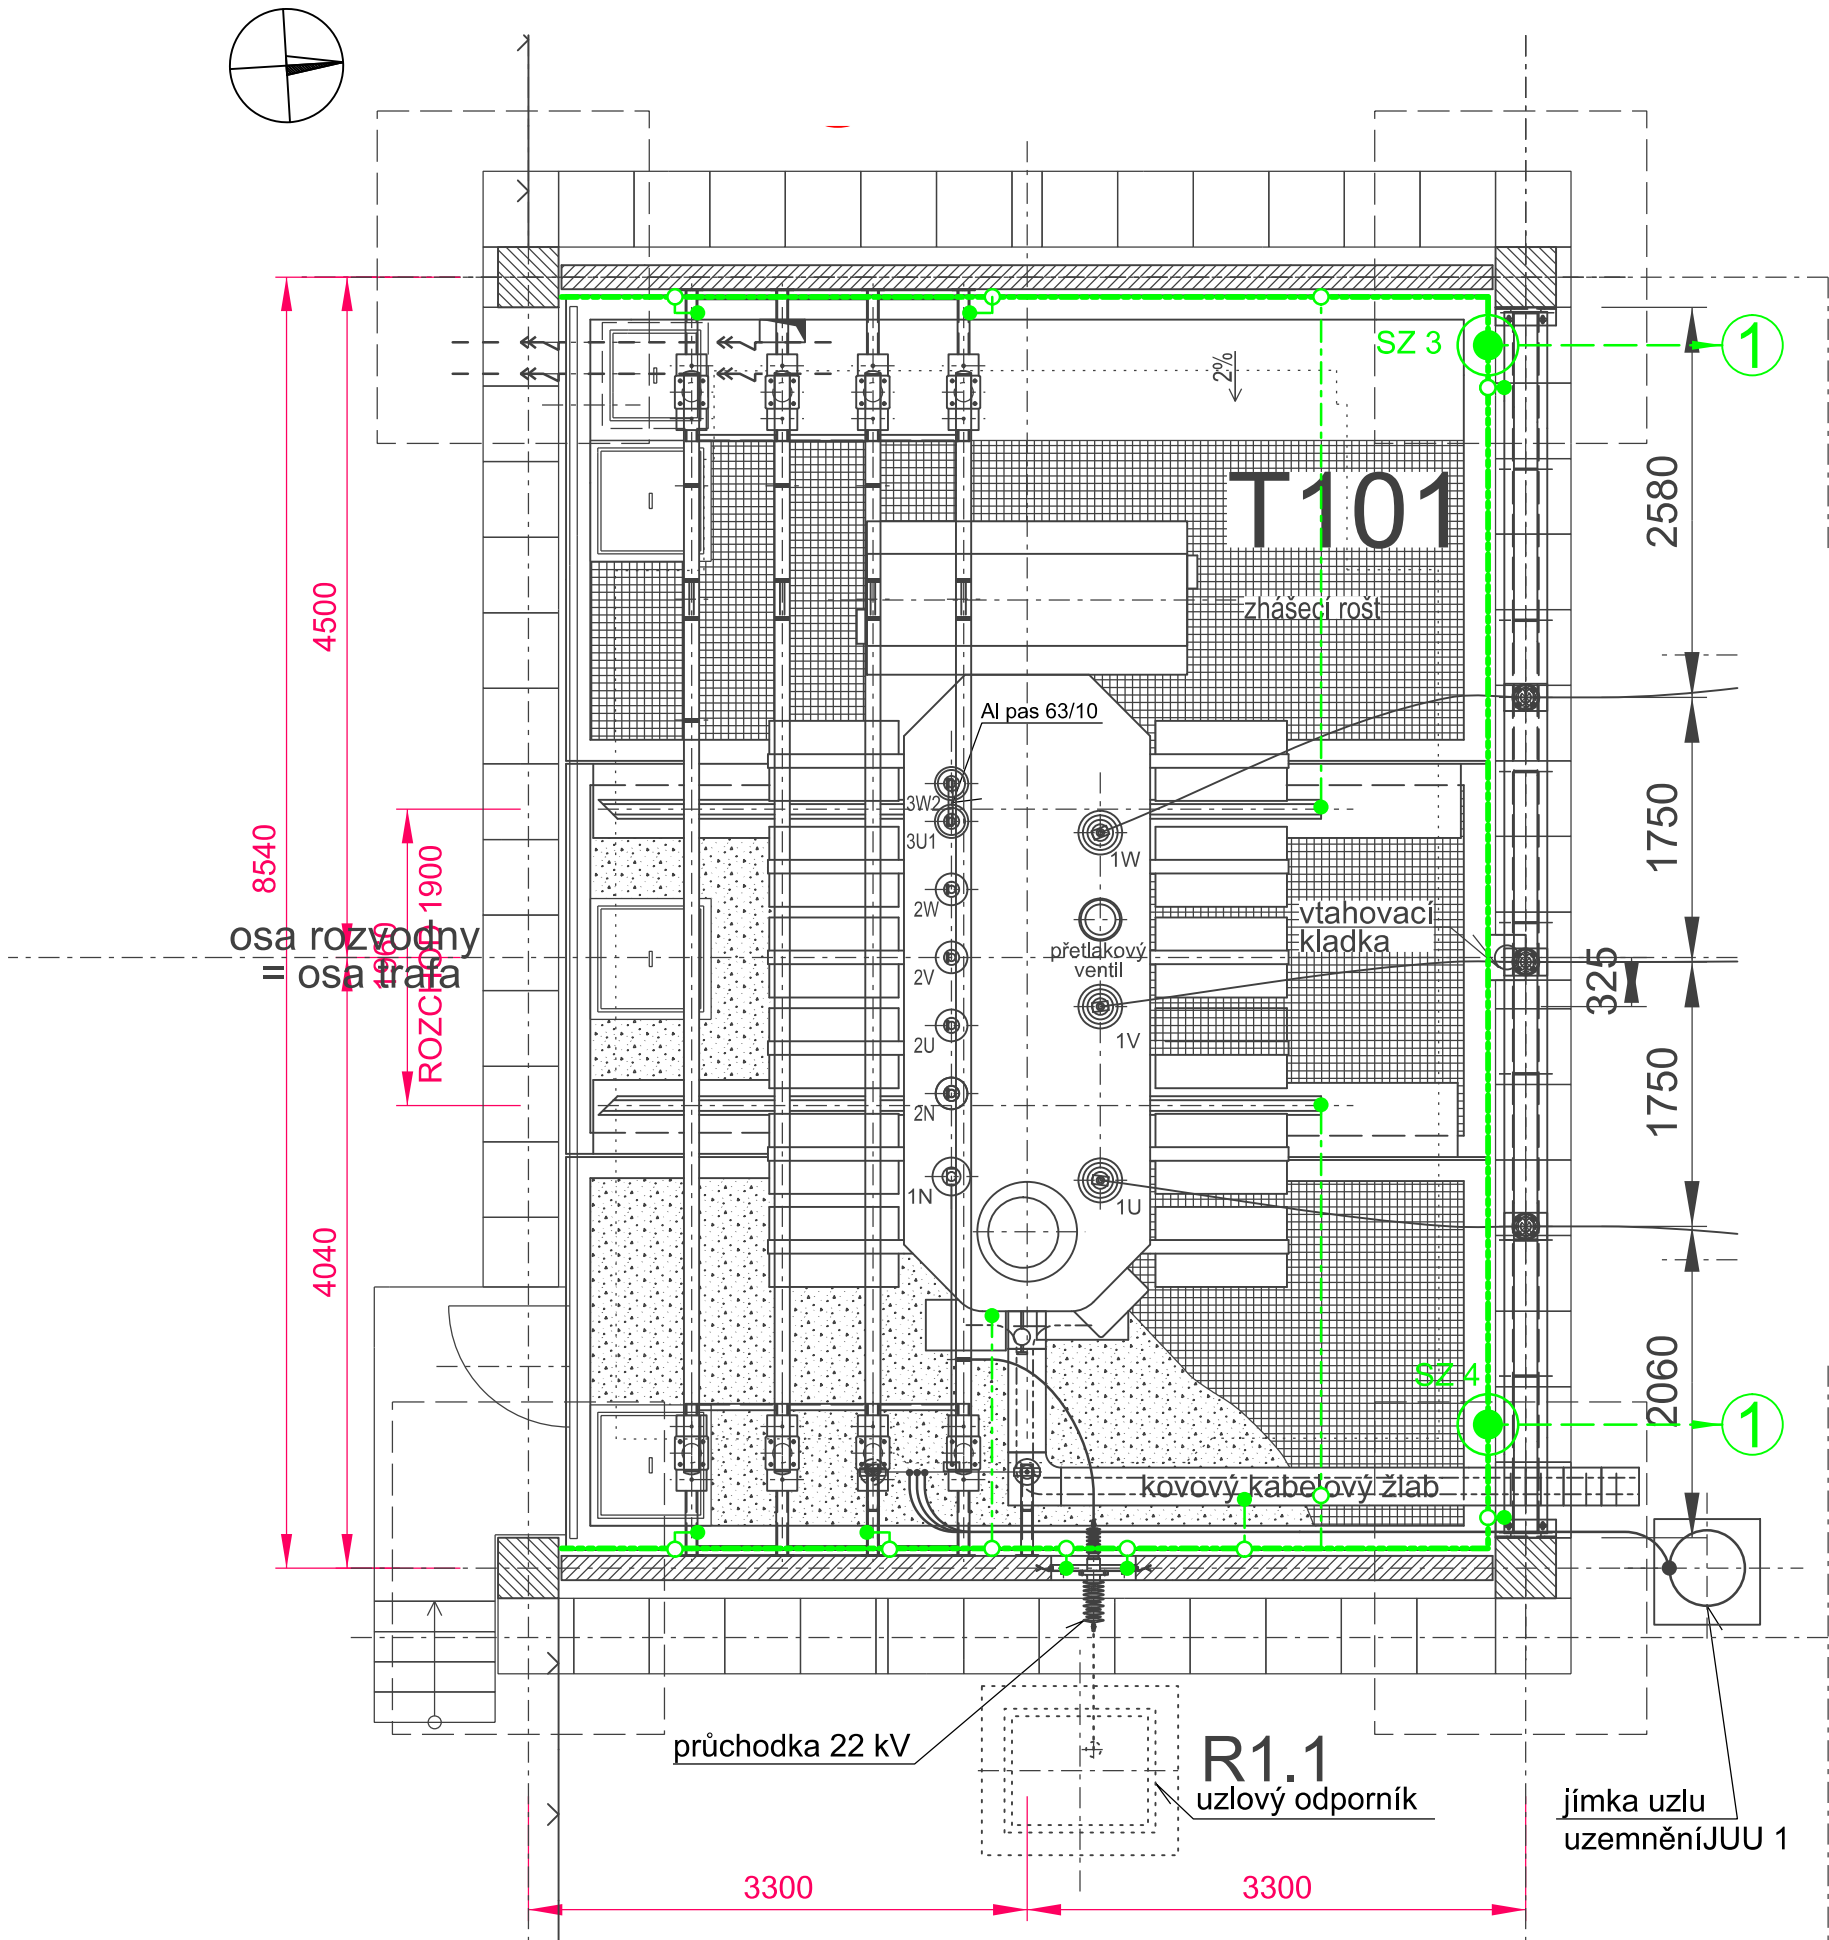 SZ 3
1
2%
T101
2580
4500
zhášecí rošt
Al pas 63/10
3W2
3U1
1W
1750
8540
ROZCHOD 1900
1960
2W
vtahovací
kladka
osa rozvodny
= osa trafa
přetlakový
ventil
2V
325
2U
1V
2N
1750
1N
1U
4040
SZ 4
2060
1
kovový kabelový žlab
průchodka 22 kV
R1.1
uzlový odporník
jímka uzlu
uzemněníJUU 1
3300
3300